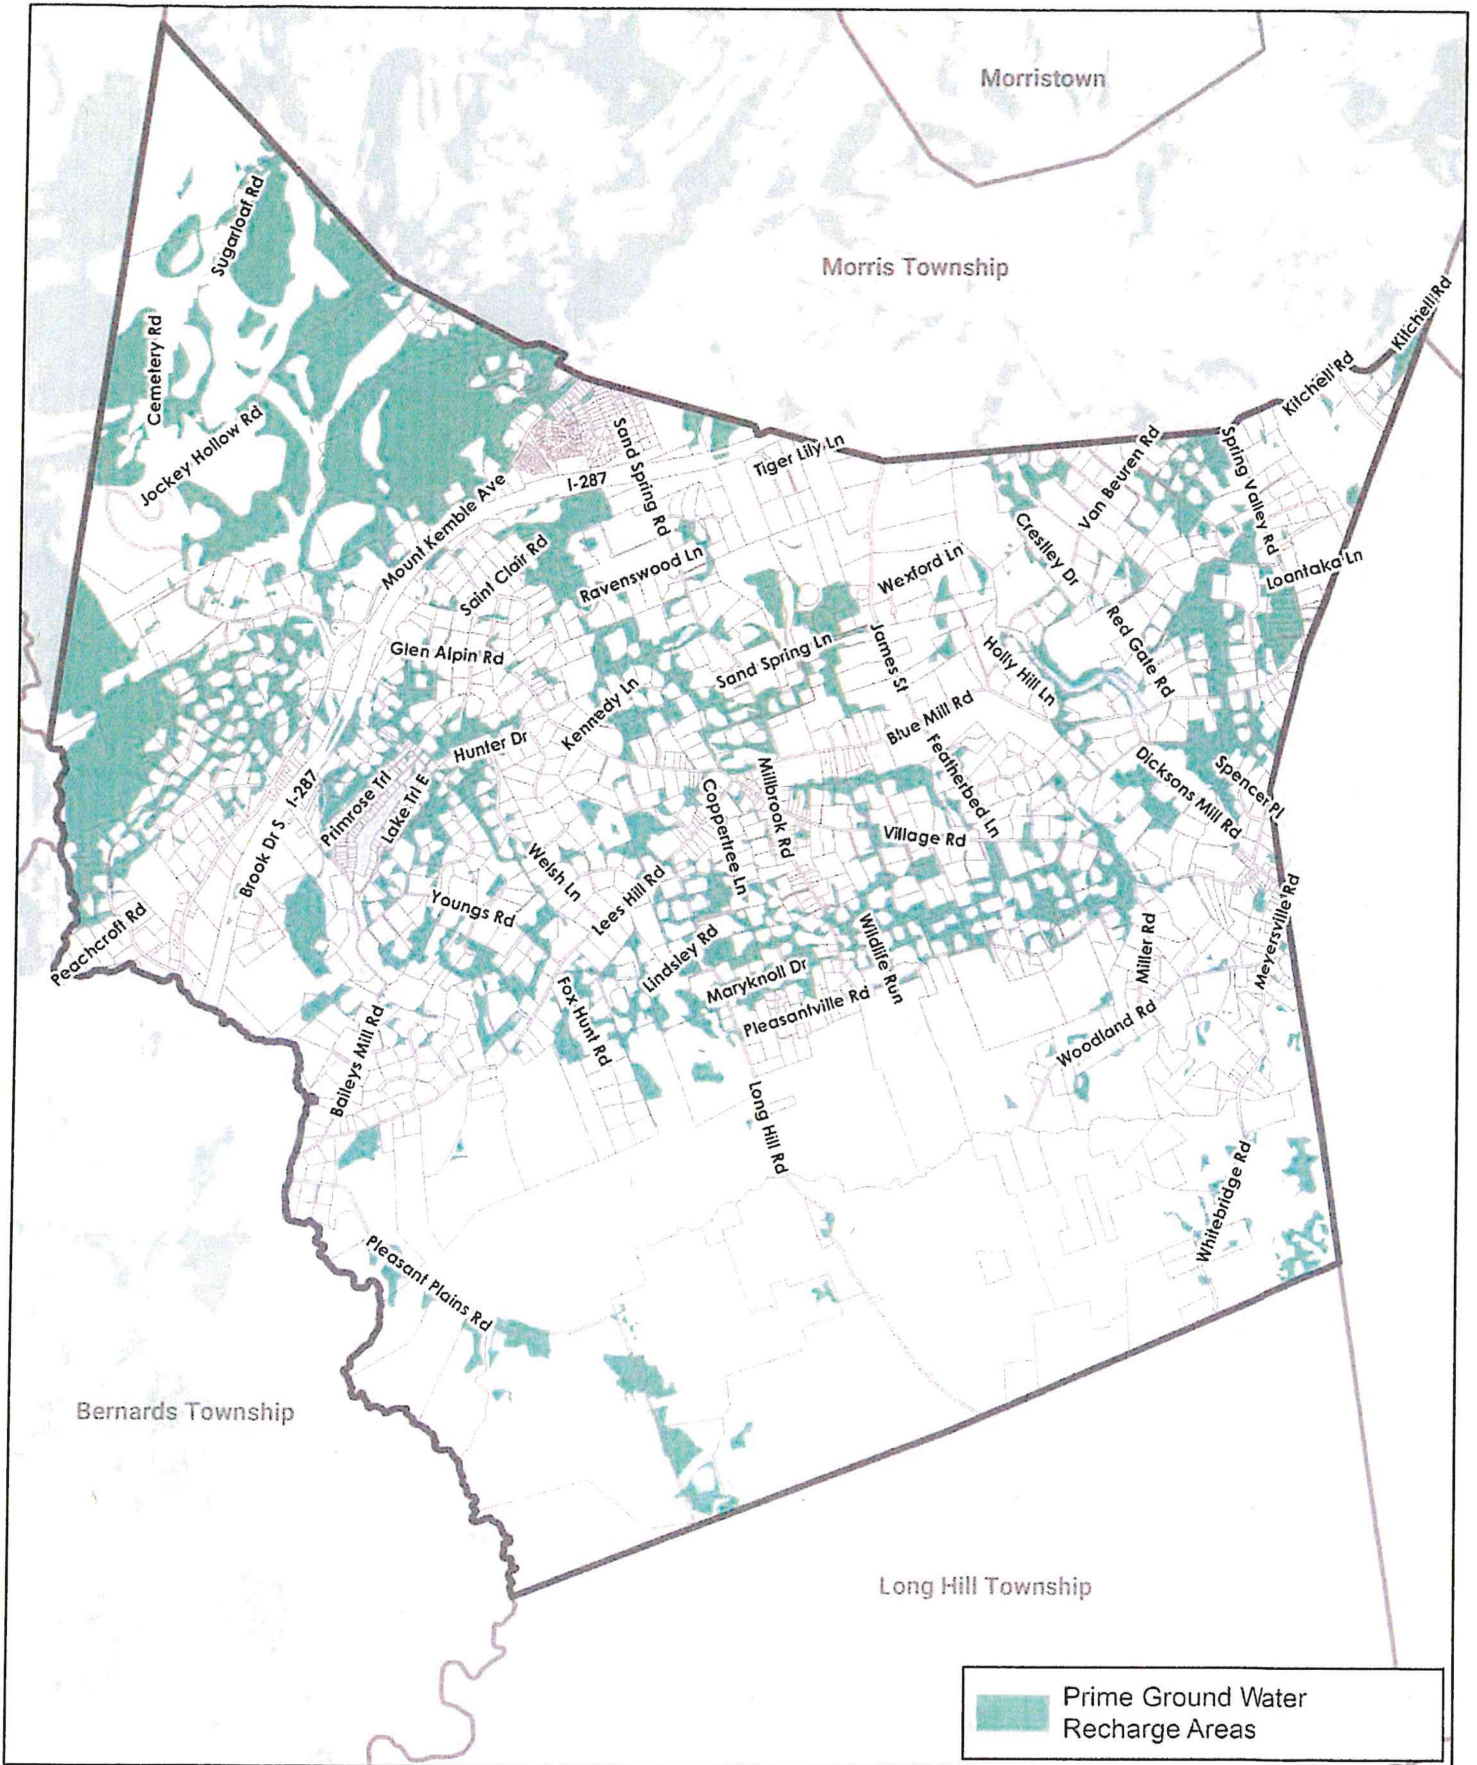 Morristown
Morris Township
Sugarloaf Rd
Kitchell Rd
Cemetery Rd
Kitchell Rd
Jockey Hollow Rd
Sand Spring Rd
Tiger Lily Ln
Van Beuren Rd
Spring Valley Rd
I-287
Mount Kemble Ave
Saint Clair Rd
Ravenswood Ln
Wexford Ln
Crestley Dr
Loantaka Ln
Glen Alpin Rd
Sand Spring Ln
James St
Holly Hill Ln
Red Gate Rd
Kennedy Ln
Hunter Dr
Blue Mill Rd
I-287
Primrose Trl
Lake Trl E
Coppertree Ln
Millbrook Rd
Featherbed Ln
Dicksons Mill Rd
Spencer Pl
Brook Dr S
Village Rd
Welsh Ln
Youngs Rd
Lees Hill Rd
Peachcroft Rd
Lindsley Rd
Wildlife Run
Miller Rd
Meyersville Rd
Maryknoll Dr
Pleasantville Rd
Fox Hunt Rd
Woodland Rd
Baileys Mill Rd
Long Hill Rd
Whitebridge Rd
Pleasant Plains Rd
Bernards Township
Long Hill Township
Prime Ground Water
Recharge Areas